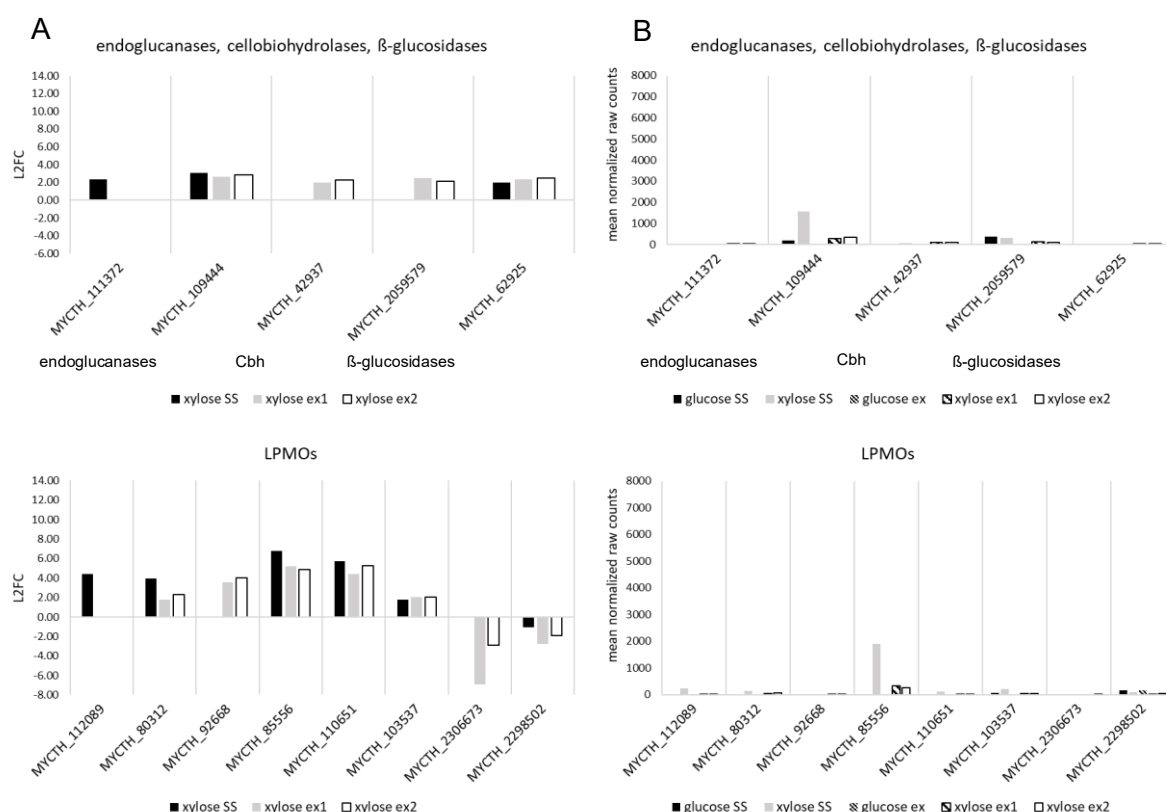 A
endoglucanases, cellobiohydrolases, ß-glucosidases
14.00
12.00
10.00
8.00
6.00
4.00
2.00
0.00
-2.00
-4.00
-6.00
L2FC
MYCTH_111372
MYCTH_109444
MYCTH_42937
MYCTH_2059579
MYCTH_62925
endoglucanases Cbh ß-glucosidases
xylose SS xylose ex1 xylose ex2
B
endoglucanases, cellobiohydrolases, ß-glucosidases
8000
7000
6000
5000
4000
3000
2000
1000
0
mean normalized raw counts
MYCTH_111372
MYCTH_109444
MYCTH_42937
MYCTH_2059579
MYCTH_62925
endoglucanases Cbh ß-glucosidases
glucose SS xylose SS glucose ex xylose ex1 xylose ex2
LPMOs
14.00
12.00
10.00
8.00
6.00
4.00
2.00
0.00
-2.00
-4.00
-6.00
-8.00
L2FC
MYCTH_112089
MYCTH_80312
MYCTH_92668
MYCTH_85556
MYCTH_110651
MYCTH_103537
MYCTH_2306673
MYCTH_2298502
xylose SS xylose ex1 xylose ex2
LPMOs
8000
7000
6000
5000
4000
3000
2000
1000
0
mean normalized raw counts
MYCTH_112089
MYCTH_80312
MYCTH_92668
MYCTH_85556
MYCTH_110651
MYCTH_103537
MYCTH_2306673
MYCTH_2298502
glucose SS xylose SS glucose ex xylose ex1 xylose ex2